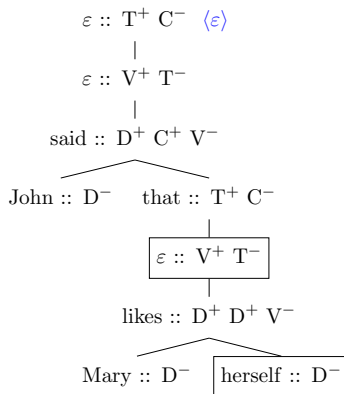 ε :: T⁺ C⁻ ⟨ε⟩
ε :: V⁺ T⁻
said :: D⁺ C⁺ V⁻
John :: D⁻ that :: T⁺ C⁻
ε :: V⁺ T⁻
likes :: D⁺ D⁺ V⁻
Mary :: D⁻ herself :: D⁻